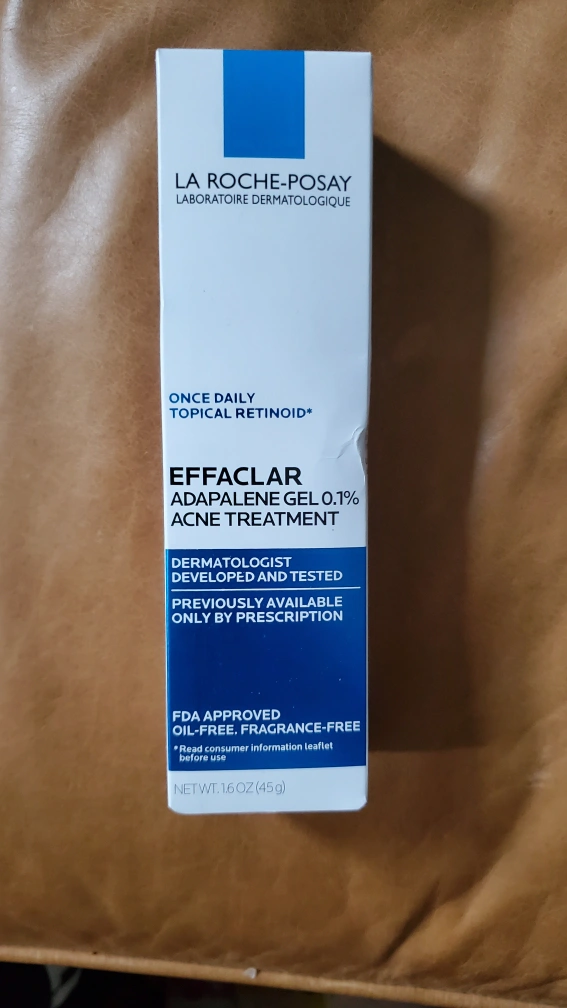 LA ROCHE-POSAY
LABORATOIRE DERMATOLOGIQUE
ONCE DAILY
TOPICAL RETINOID*
EFFACLAR
ADAPALENE GEL 0.1%
ACNE TREATMENT
DERMATOLOGIST
DEVELOPED AND TESTED
PREVIOUSLY AVAILABLE
ONLY BY PRESCRIPTION
FDA APPROVED
OIL-FREE. FRAGRANCE-FREE
*Read consumer information leaflet
before use
NET WT. 1.6 OZ (45g)